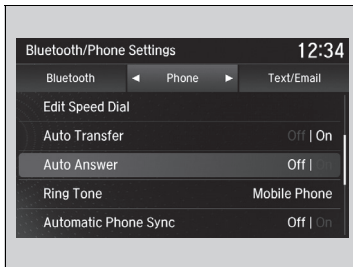 Bluetooth/Phone Settings 12:34
Bluetooth ◄ Phone ► Text/Email
Edit Speed Dial
Auto Transfer Off | On
Auto Answer Off | On
Ring Tone Mobile Phone
Automatic Phone Sync Off | On